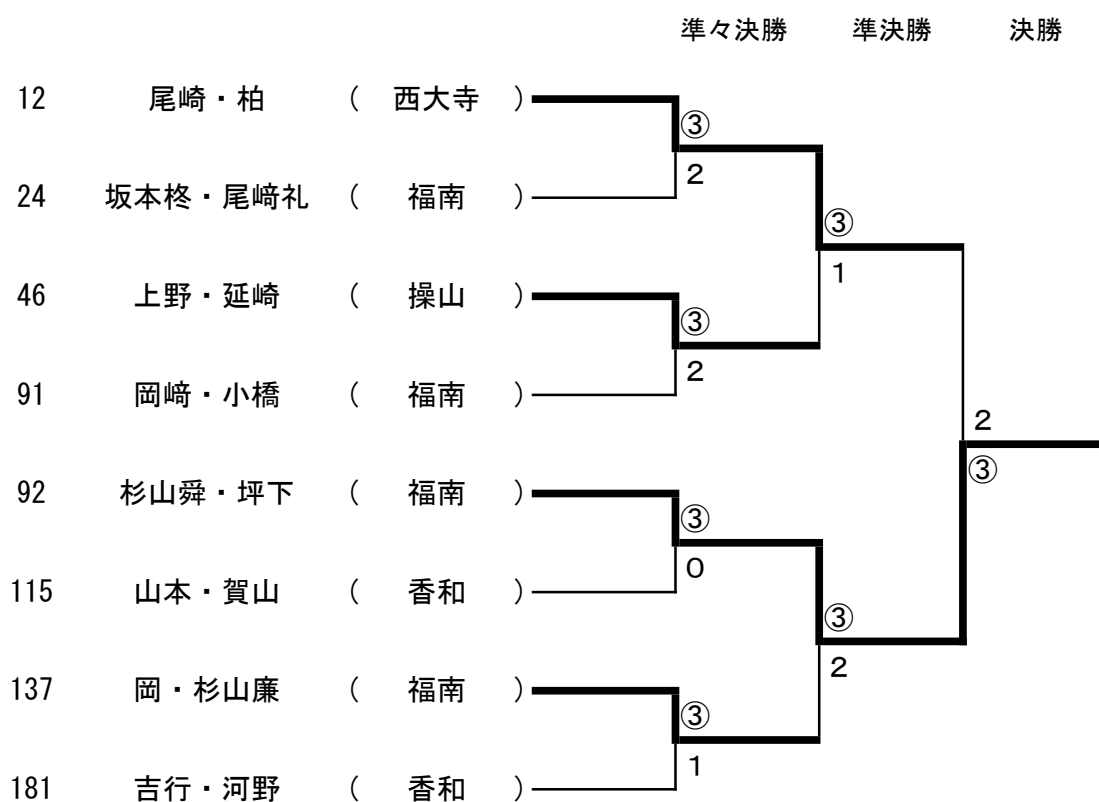 準々決勝 準決勝 決勝
12 尾崎・柏 ( 西大寺 )
③
2
24 坂本柊・尾﨑礼 ( 福南 )
③
1
46 上野・延崎 ( 操山 )
③
2
91 岡﨑・小橋 ( 福南 )
2
③
92 杉山舜・坪下 ( 福南 )
③
0
115 山本・賀山 ( 香和 )
③
2
137 岡・杉山廉 ( 福南 )
③
1
181 吉行・河野 ( 香和 )